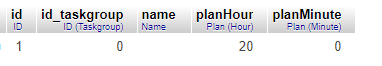 id id_taskgroup name planHour planMinute
ID ID (Taskgroup) Name Plan (Hour) Plan (Minute)
1 0 20 0